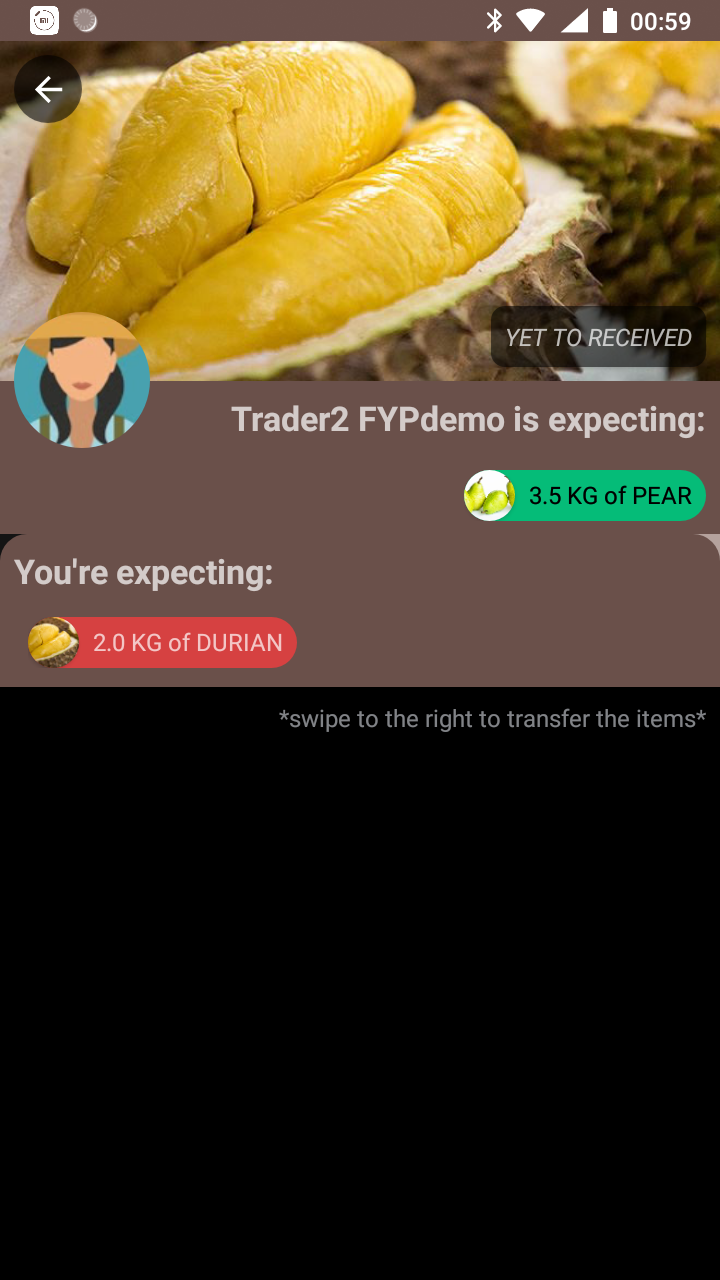 00:59
YET TO RECEIVED
Trader2 FYPdemo is expecting:
3.5 KG of PEAR
You're expecting:
2.0 KG of DURIAN
*swipe to the right to transfer the items*